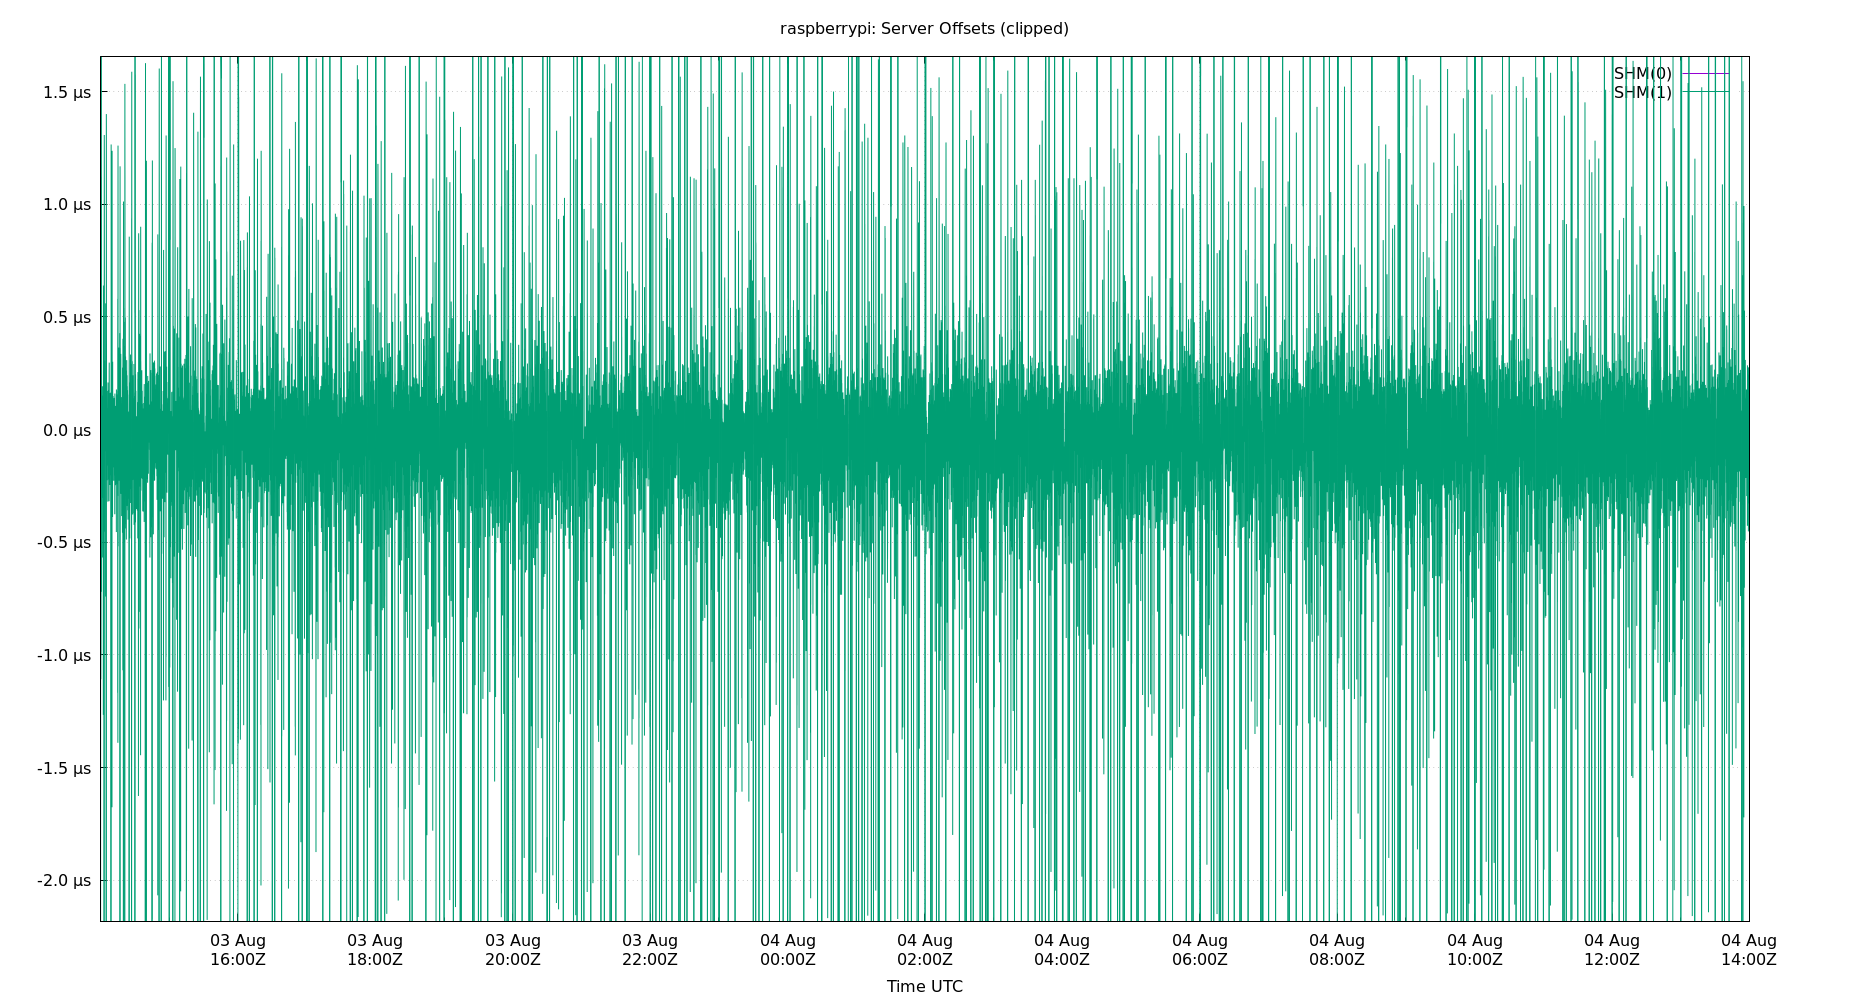 raspberrypi: Server Offsets (clipped)
SHM(0)
SHM(1)
1.5 µs
1.0 µs
0.5 µs
0.0 µs
-0.5 µs
-1.0 µs
-1.5 µs
-2.0 µs
03 Aug 03 Aug 03 Aug 03 Aug 04 Aug 04 Aug 04 Aug 04 Aug 04 Aug 04 Aug 04 Aug 04 Aug
16:00Z 18:00Z 20:00Z 22:00Z 00:00Z 02:00Z 04:00Z 06:00Z 08:00Z 10:00Z 12:00Z 14:00Z
Time UTC